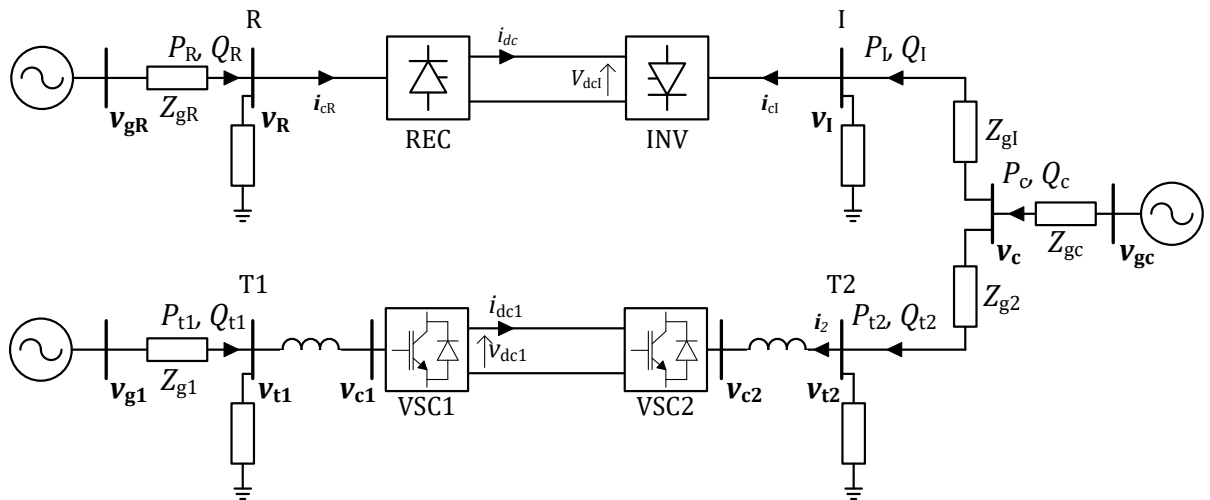 R
I
P_R, Q_R
i_dc
P_I, Q_I
V_dcI
Z_gR
i_cR
i_cI
v_gR
v_R
REC
INV
v_I
Z_gI
P_c, Q_c
Z_gc
v_c
v_gc
T1
T2
Z_g2
P_t1, Q_t1
i_dc1
i_2
P_t2, Q_t2
v_dc1
Z_g1
v_g1
v_t1
v_c1
VSC1
VSC2
v_c2
v_t2